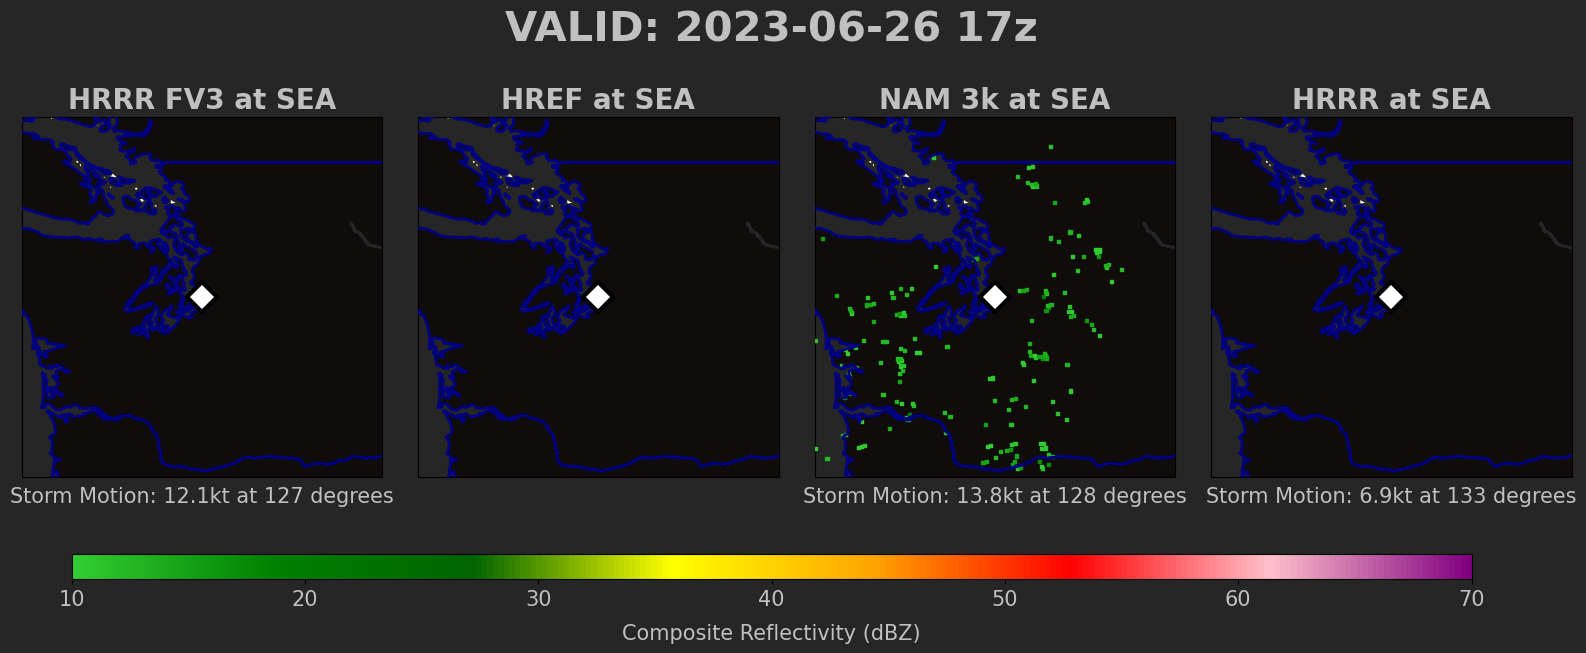 VALID: 2023-06-26 17z
HRRR FV3 at SEA
HREF at SEA
NAM 3k at SEA
HRRR at SEA
Storm Motion: 12.1kt at 127 degrees
Storm Motion: 13.8kt at 128 degrees
Storm Motion: 6.9kt at 133 degrees
10 20 30 40 50 60 70
Composite Reflectivity (dBZ)